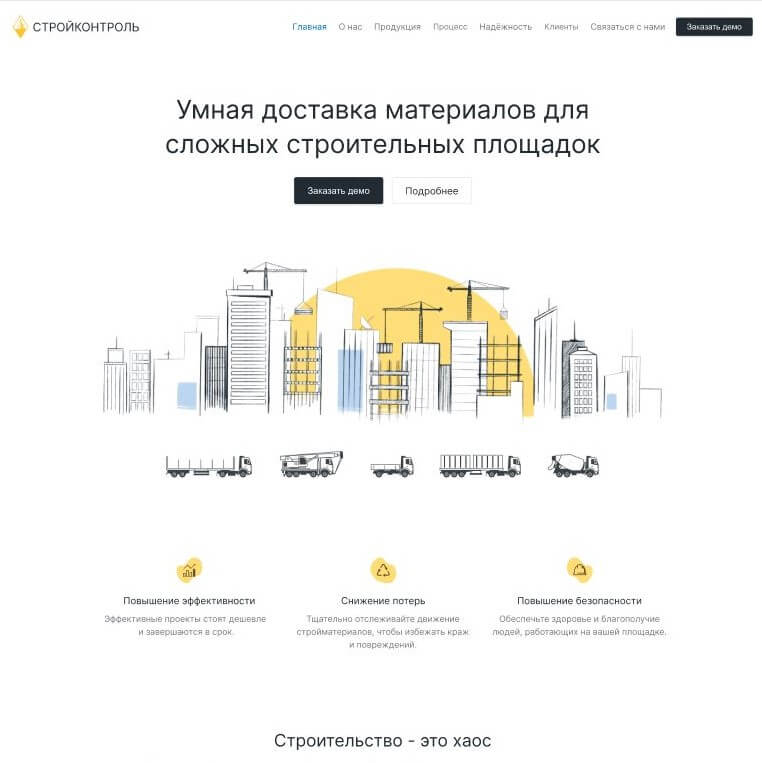 СТРОЙКОНТРОЛЬ
Главная О нас Продукция Процесс Надёжность Клиенты Связаться с нами Заказать демо
Умная доставка материалов для
сложных строительных площадок
Заказать демо Подробнее
Повышение эффективности
Эффективные проекты стоят дешевле
и завершаются в срок.
Снижение потерь
Тщательно отслеживайте движение
стройматериалов, чтобы избежать краж
и повреждений.
Повышение безопасности
Обеспечьте здоровье и благополучие
людей, работающих на вашей площадке.
Строительство - это хаос